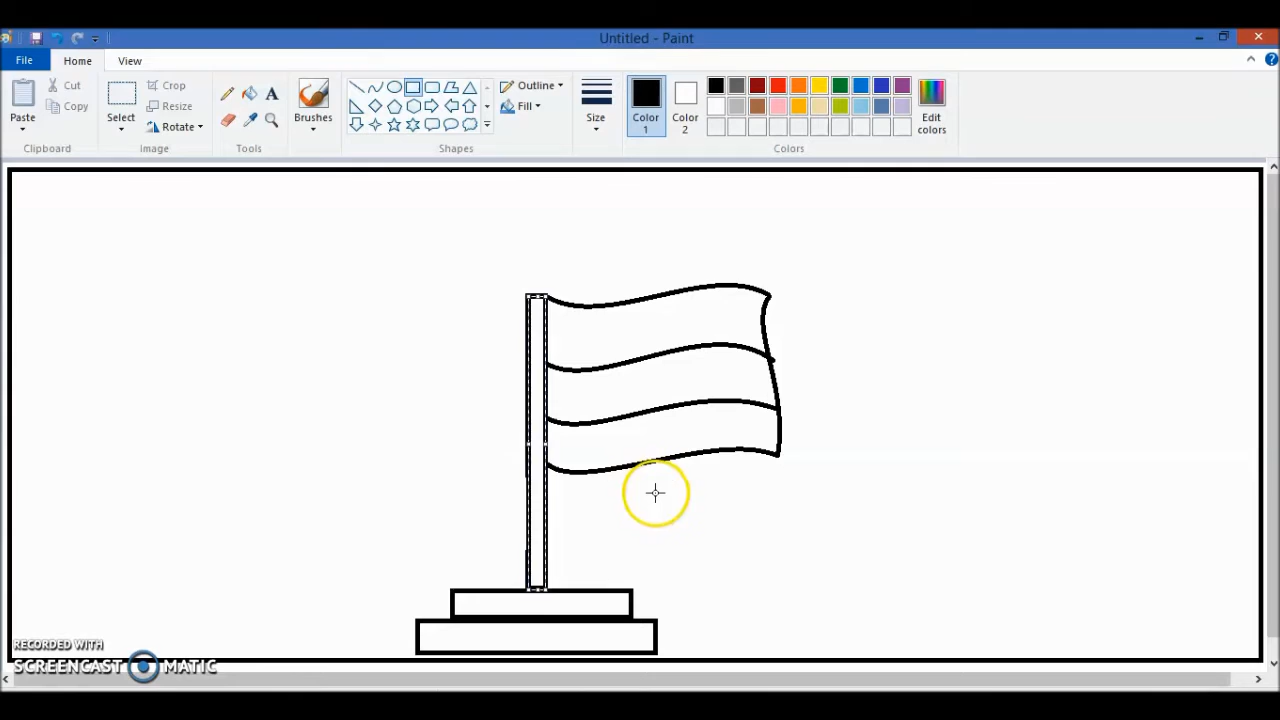 Untitled - Paint
File
Home
View
Paste
Cut
Copy
Clipboard
Select
Crop
Resize
Rotate
Image
A
Tools
Brushes
Shapes
Outline
Fill
Size
Color
1
Color
2
Edit
colors
Colors
RECORDED WITH
SCREENCAST MATIC